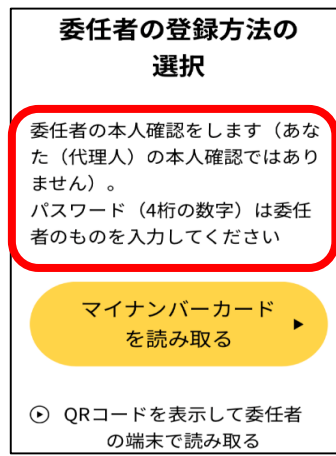 委任者の登録方法の
選択
委任者の本人確認をします（あな
た（代理人）の本人確認ではあり
ません）。
パスワード（4桁の数字）は委任
者のものを入力してください
マイナンバーカード
を読み取る
QRコードを表示して委任者
の端末で読み取る